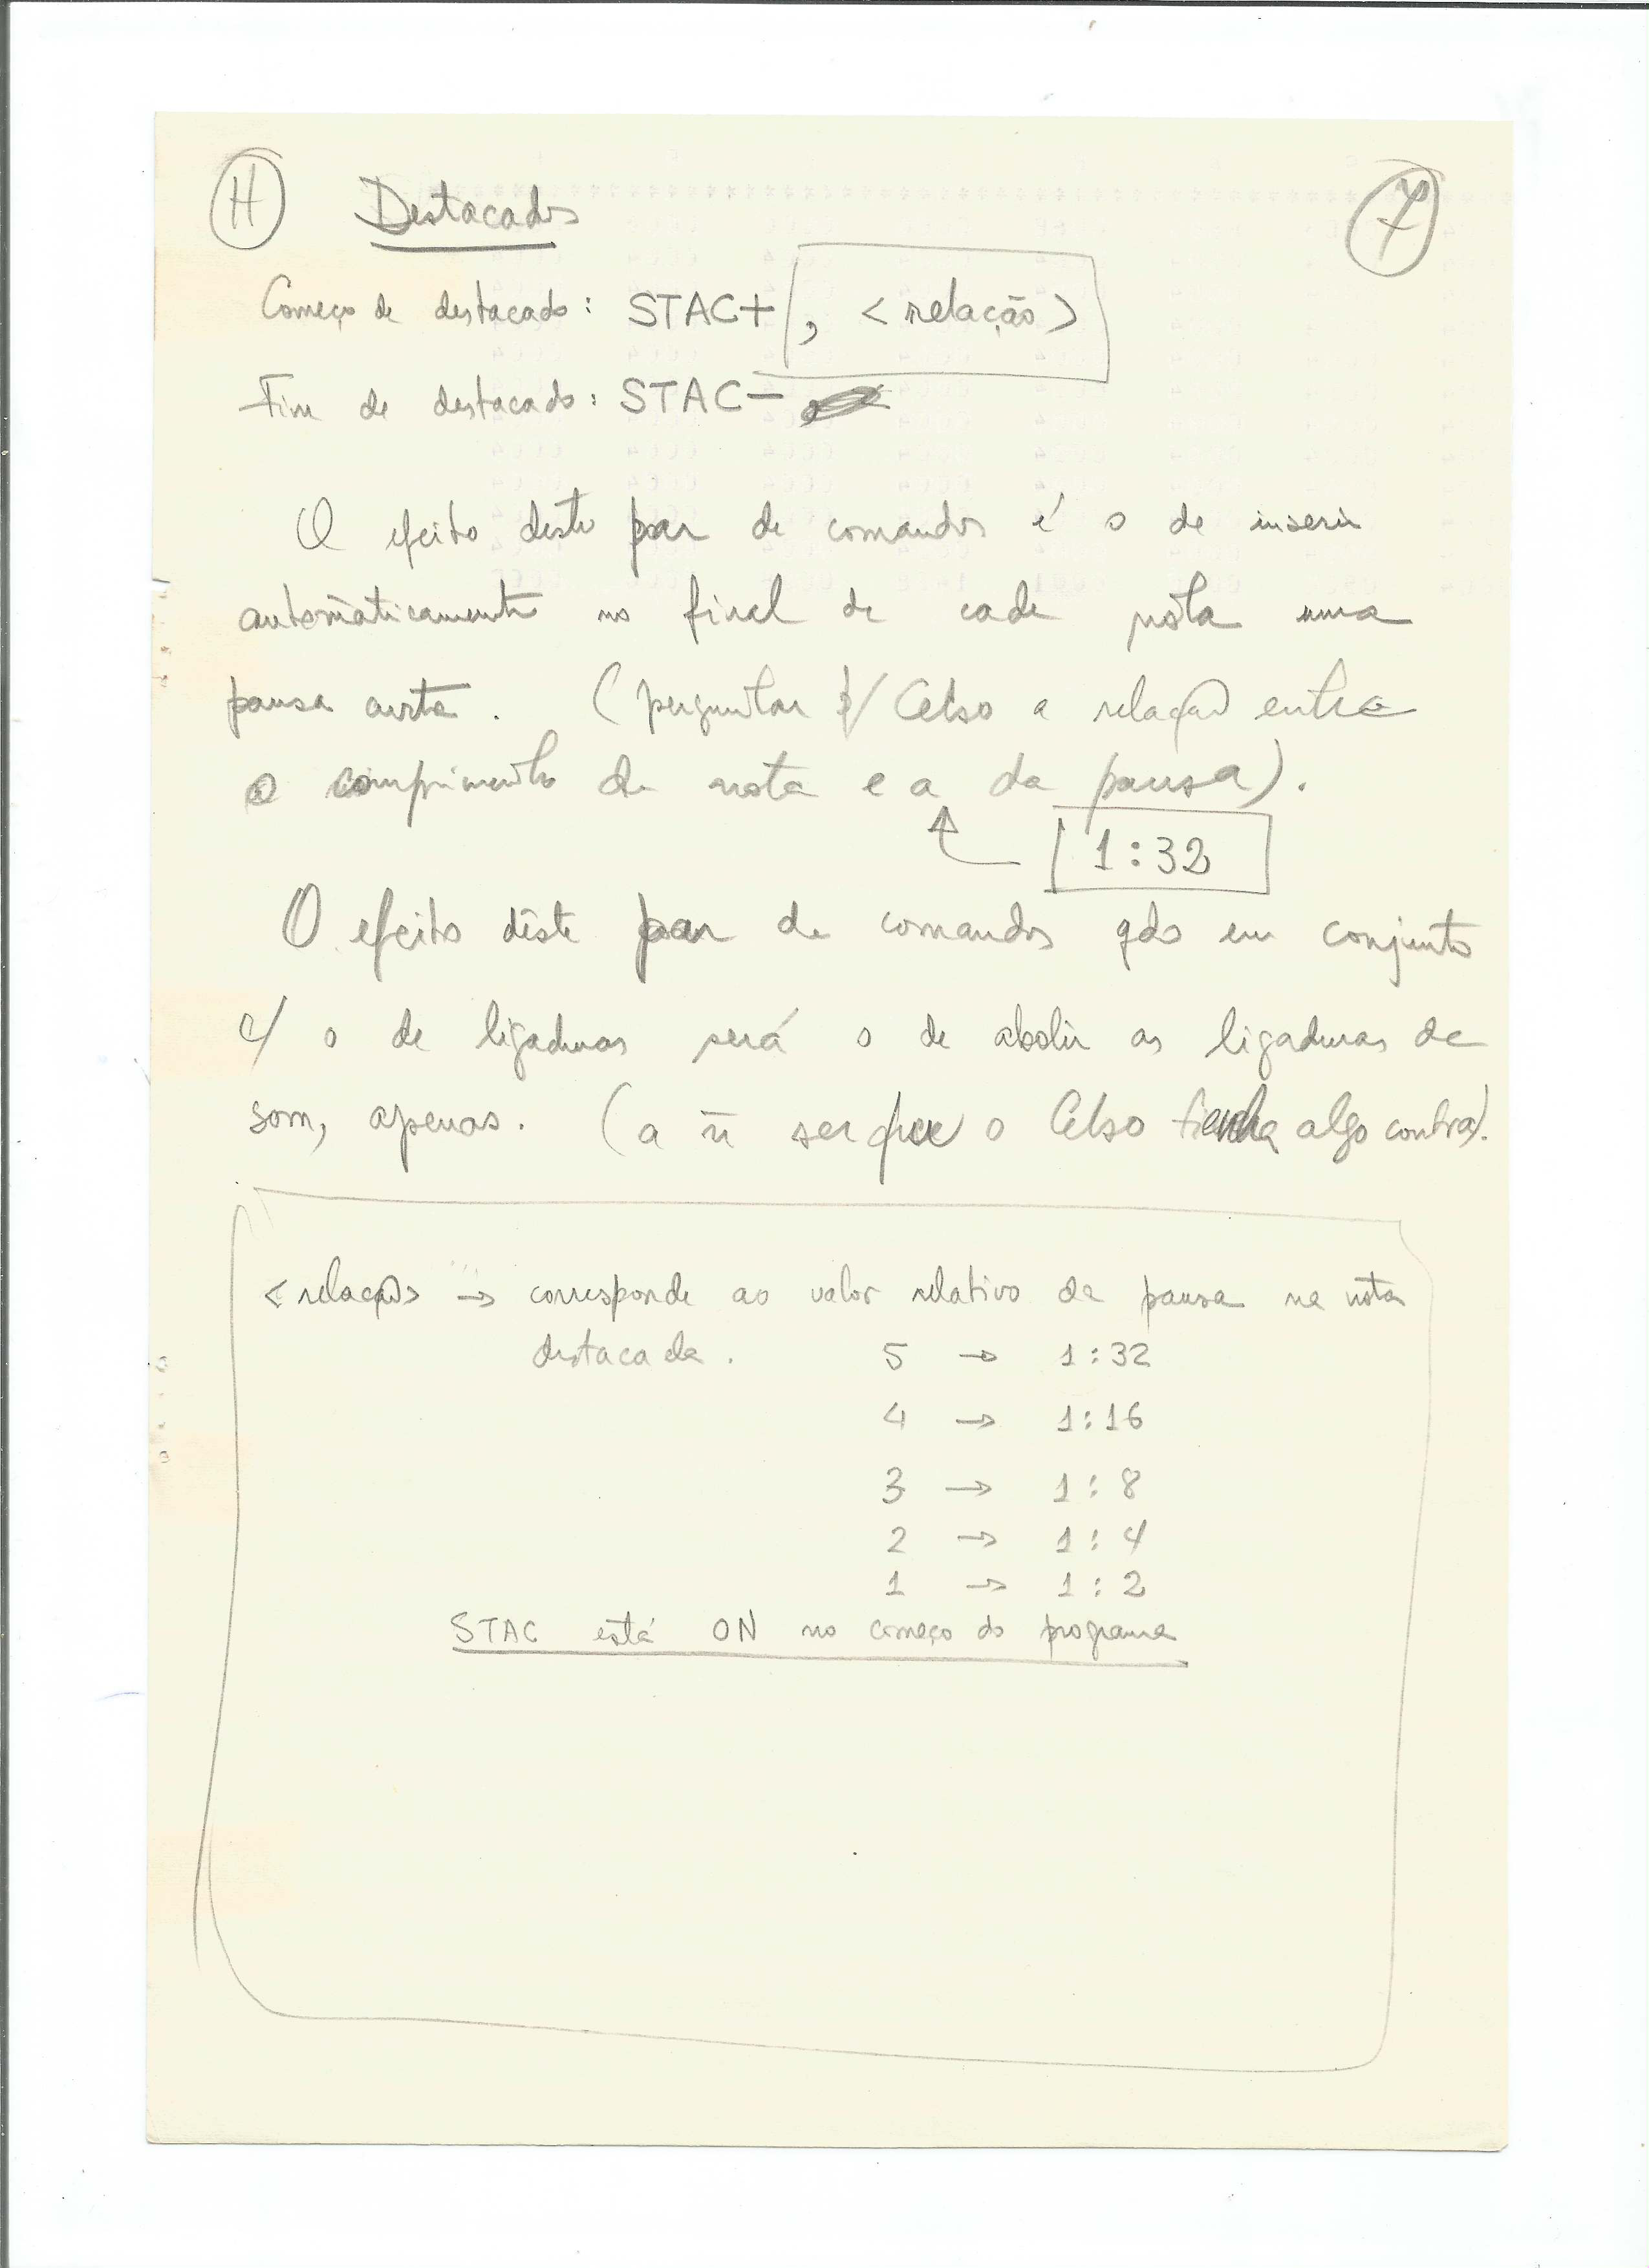 H Destacados 7
Começo de destacado: STAC+ , <relação>
Fim de destacado: STAC-
O efeito deste par de comandos é o de inserir
automàticamente no final de cada nota uma
pausa curta. (perguntar p/ Celso a relação entre
o comprimento da nota e a da pausa).
1:32
O efeito dêste par de comandos qdo em conjunto
c/ o de ligaduras será o de abolir as ligaduras de
som, apenas. (a ñ ser que o Celso tenha algo contra).
<relação> → corresponde ao valor relativo da pausa na nota
destacada. 5 → 1:32
4 → 1:16
3 → 1:8
2 → 1:4
1 → 1:2
STAC está ON no começo do programa